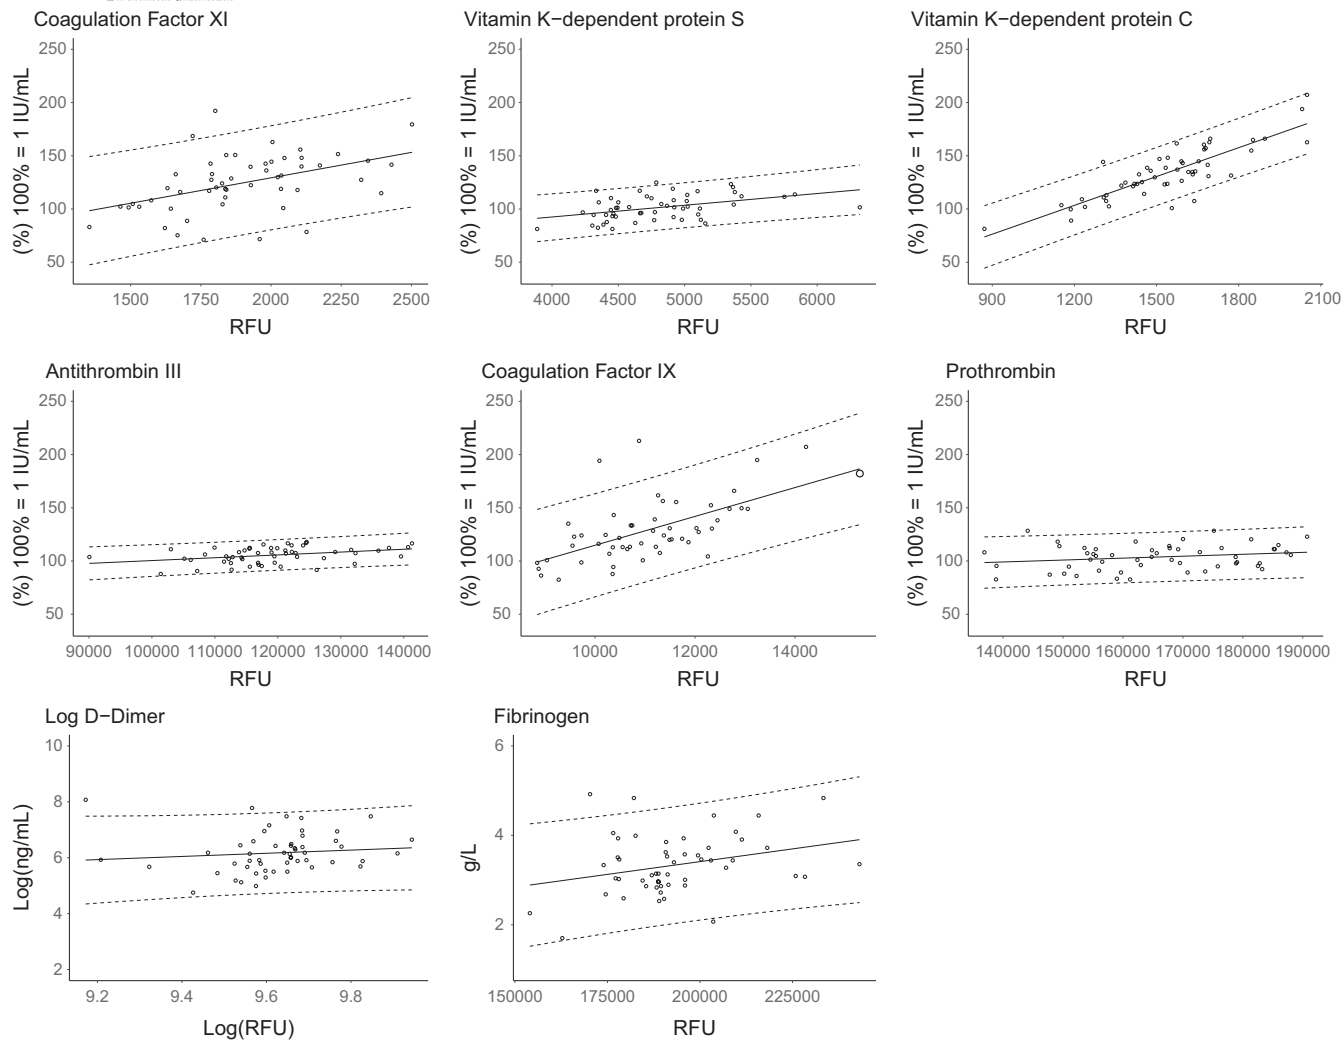 Coagulation Factor XI
Vitamin K−dependent protein S
Vitamin K−dependent protein C
(%) 100% = 1 IU/mL
250
200
150
100
50
1500 1750 2000 2250 2500
RFU
(%) 100% = 1 IU/mL
250
200
150
100
50
4000 4500 5000 5500 6000
RFU
(%) 100% = 1 IU/mL
250
200
150
100
50
900 1200 1500 1800 2100
RFU
Antithrombin III
Coagulation Factor IX
Prothrombin
(%) 100% = 1 IU/mL
250
200
150
100
50
90000 100000 110000 120000 130000 140000
RFU
(%) 100% = 1 IU/mL
250
200
150
100
50
10000 12000 14000
RFU
(%) 100% = 1 IU/mL
250
200
150
100
50
140000 150000 160000 170000 180000 190000
RFU
Log D−Dimer
Fibrinogen
Log(ng/mL)
10
8
6
4
2
9.2 9.4 9.6 9.8
Log(RFU)
g/L
6
4
2
150000 175000 200000 225000
RFU